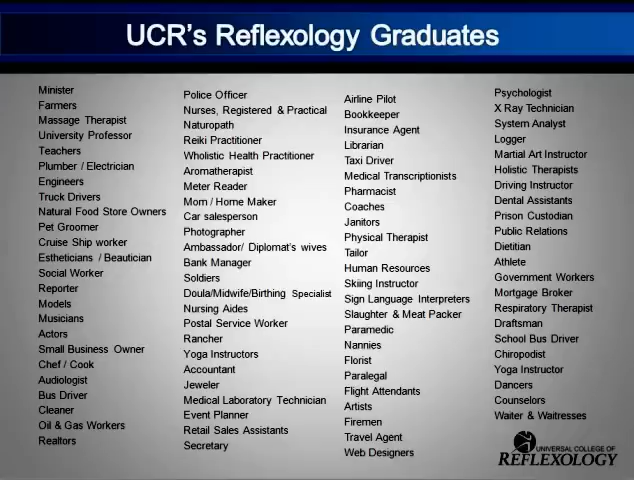 UCR's Reflexology Graduates
Minister
Farmers
Massage Therapist
University Professor
Teachers
Plumber / Electrician
Engineers
Truck Drivers
Natural Food Store Owners
Pet Groomer
Cruise Ship worker
Estheticians / Beautician
Social Worker
Reporter
Models
Musicians
Actors
Small Business Owner
Chef / Cook
Audiologist
Bus Driver
Cleaner
Oil & Gas Workers
Realtors
Police Officer
Nurses, Registered & Practical
Naturopath
Reiki Practitioner
Wholistic Health Practitioner
Aromatherapist
Meter Reader
Mom / Home Maker
Car salesperson
Photographer
Ambassador/ Diplomat's wives
Bank Manager
Soldiers
Doula/Midwife/Birthing Specialist
Nursing Aides
Postal Service Worker
Rancher
Yoga Instructors
Accountant
Jeweler
Medical Laboratory Technician
Event Planner
Retail Sales Assistants
Secretary
Airline Pilot
Bookkeeper
Insurance Agent
Librarian
Taxi Driver
Medical Transcriptionists
Pharmacist
Coaches
Janitors
Physical Therapist
Tailor
Human Resources
Skiing Instructor
Sign Language Interpreters
Slaughter & Meat Packer
Paramedic
Nannies
Florist
Paralegal
Flight Attendants
Artists
Firemen
Travel Agent
Web Designers
Psychologist
X Ray Technician
System Analyst
Logger
Martial Art Instructor
Holistic Therapists
Driving Instructor
Dental Assistants
Prison Custodian
Public Relations
Dietitian
Athlete
Government Workers
Mortgage Broker
Respiratory Therapist
Draftsman
School Bus Driver
Chiropodist
Yoga Instructor
Dancers
Counselors
Waiter & Waitresses
UNIVERSAL COLLEGE OF
REFLEXOLOGY